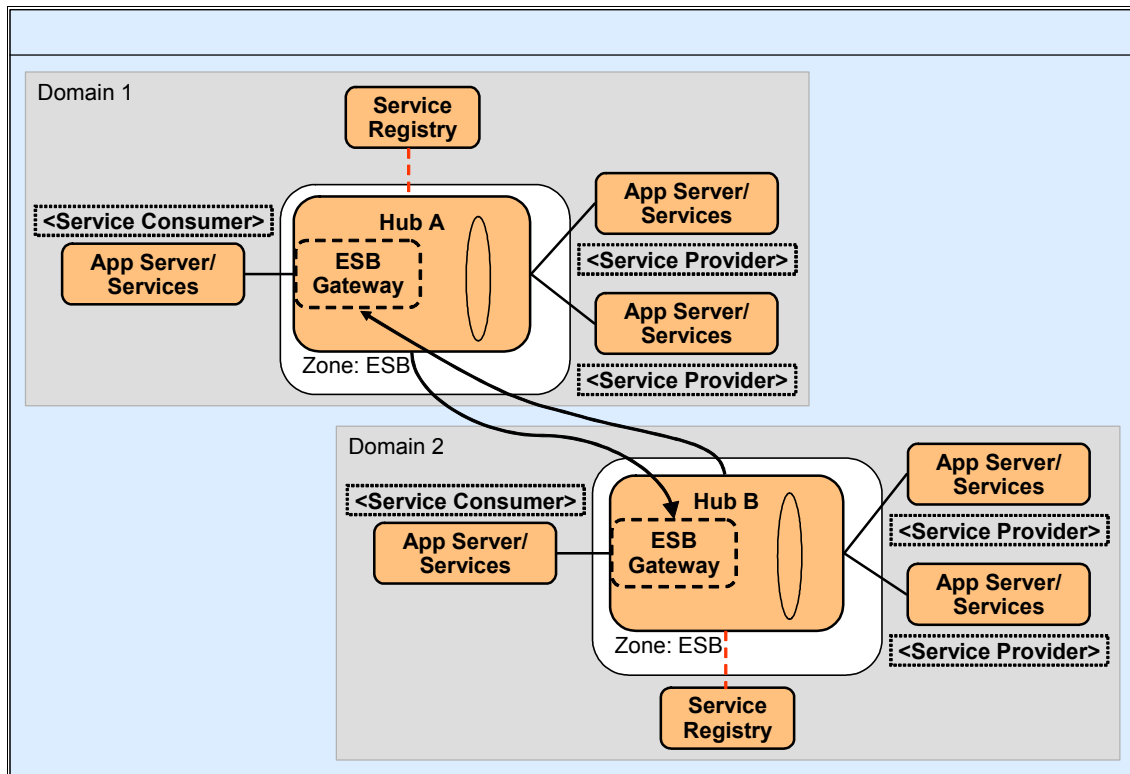 Domain 1
Service
Registry
<Service Consumer>
App Server/
Services
Hub A
ESB
Gateway
Zone: ESB
App Server/
Services
<Service Provider>
App Server/
Services
<Service Provider>
Domain 2
<Service Consumer>
App Server/
Services
Hub B
ESB
Gateway
Zone: ESB
App Server/
Services
<Service Provider>
App Server/
Services
<Service Provider>
Service
Registry